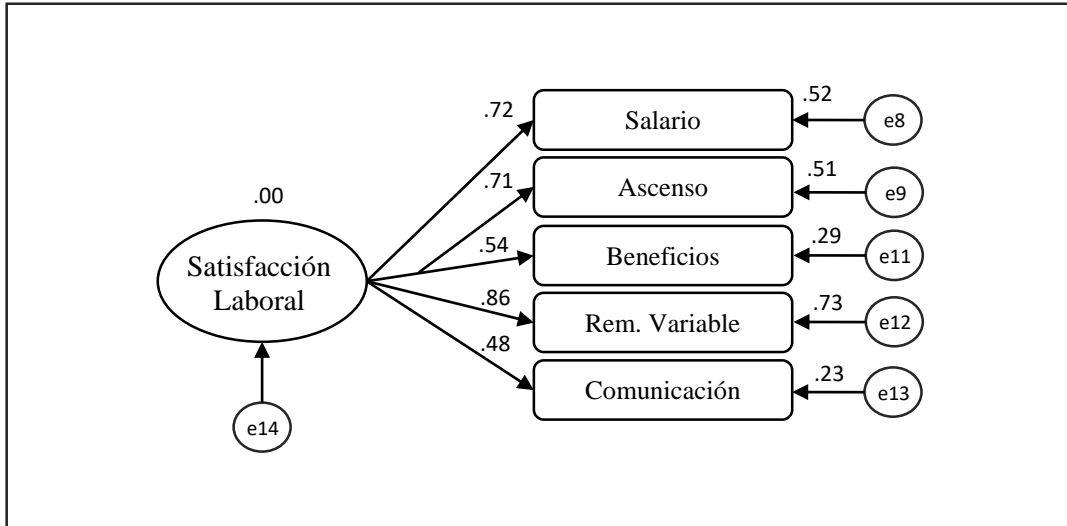 .72
Salario
.52
e8
.71
Ascenso
.51
e9
.00
Satisfacción
Laboral
.54
Beneficios
.29
e11
.86
Rem. Variable
.73
e12
.48
Comunicación
.23
e13
e14